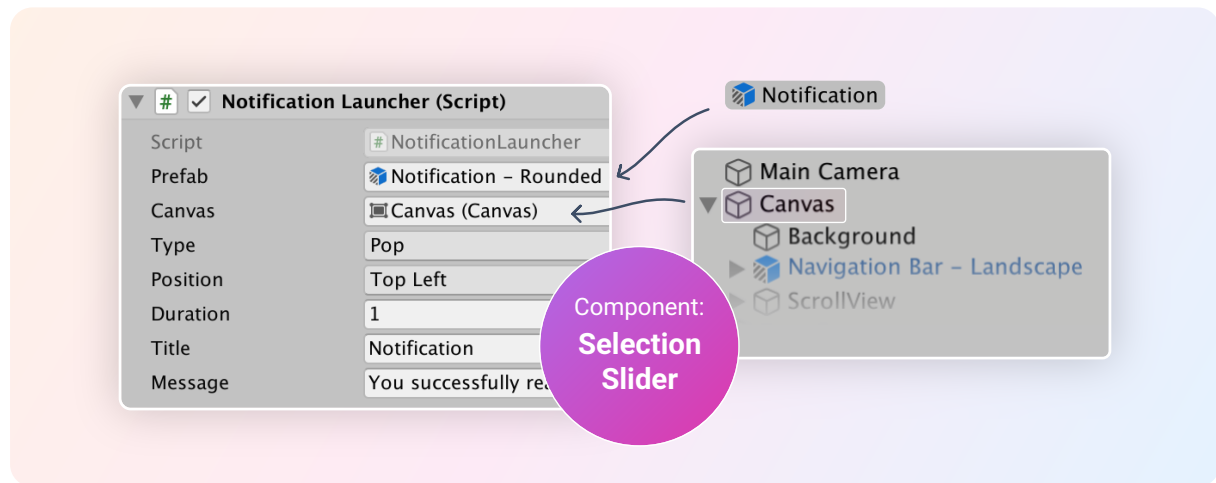 Notification Launcher (Script)
Script
NotificationLauncher
Prefab
Notification – Rounded
Canvas
Canvas (Canvas)
Type
Pop
Position
Top Left
Duration
1
Title
Notification
Message
You successfully
Notification
Main Camera
Canvas
Background
Navigation Bar – Landscape
ScrollView
Component:
Selection
Slider